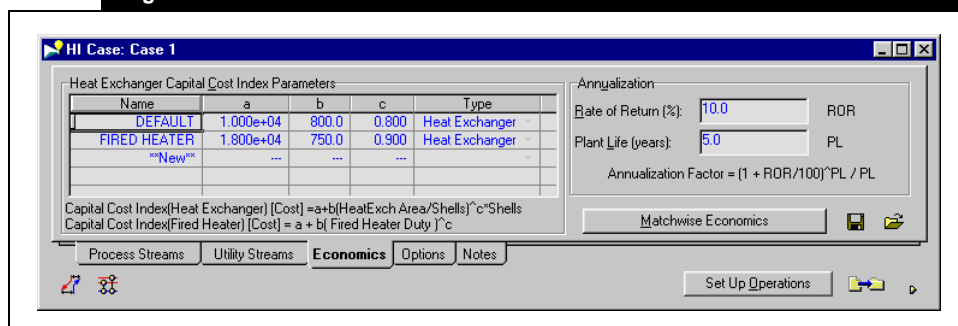 HI Case: Case 1
Heat Exchanger Capital Cost Index Parameters
Name a b c Type
DEFAULT 1.000e+04 800.0 0.800 Heat Exchanger
FIRED HEATER 1.800e+04 750.0 0.900 Heat Exchanger
**New** --- --- ---
Capital Cost Index(Heat Exchanger) [Cost] =a+b(HeatExch Area/Shells)^c*Shells
Capital Cost Index(Fired Heater) [Cost] = a + b( Fired Heater Duty )^c
Annualization
Rate of Return (%): 10.0 ROR
Plant Life (years): 5.0 PL
Annualization Factor = (1 + ROR/100)^PL / PL
Matchwise Economics
Process Streams Utility Streams Economics Options Notes
Set Up Operations